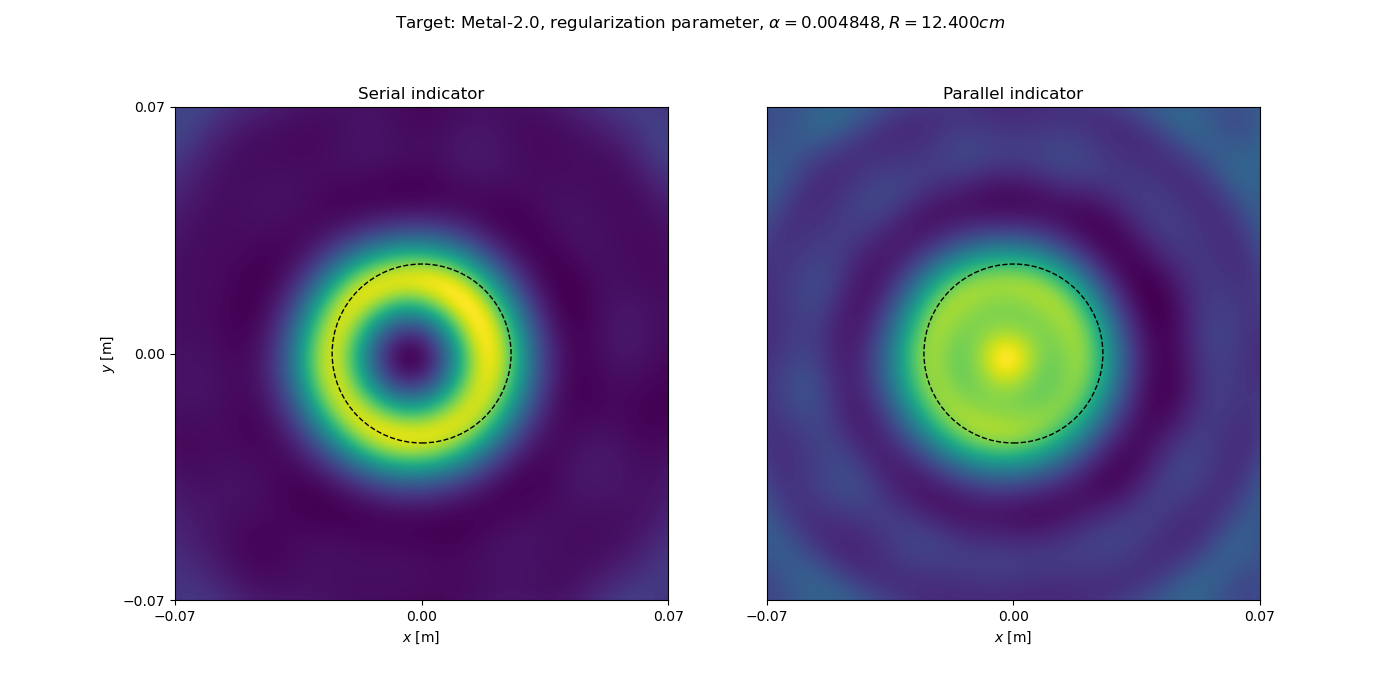 Target: Metal-2.0, regularization parameter, α = 0.004848, R = 12.400cm
Serial indicator
Parallel indicator
0.07
0.00
−0.07
y [m]
−0.07
0.00
0.07
−0.07
0.00
0.07
x [m]
x [m]